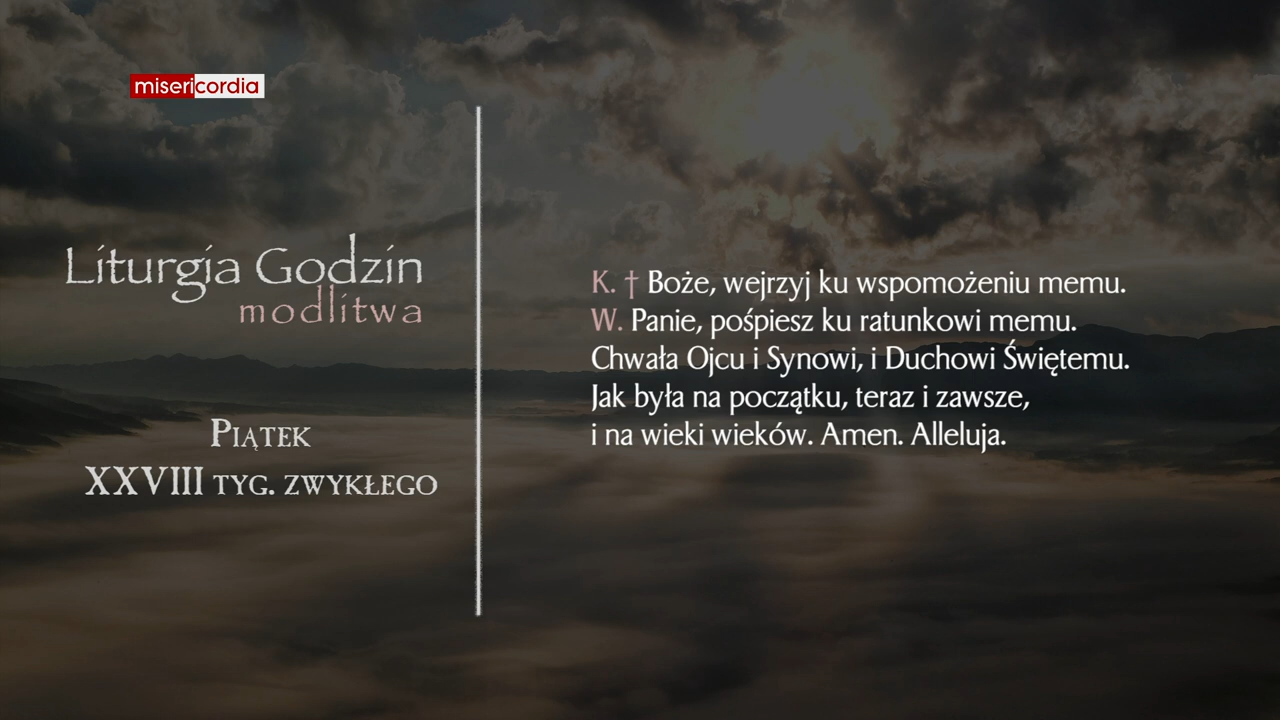 misericordia
Liturgia Godzin
modlitwa
Piątek
XXVIII tyg. zwykłego
K. † Boże, wejrzyj ku wspomożeniu memu.
W. Panie, pośpiesz ku ratunkowi memu.
Chwała Ojcu i Synowi, i Duchowi Świętemu.
Jak była na początku, teraz i zawsze,
i na wieki wieków. Amen. Alleluja.